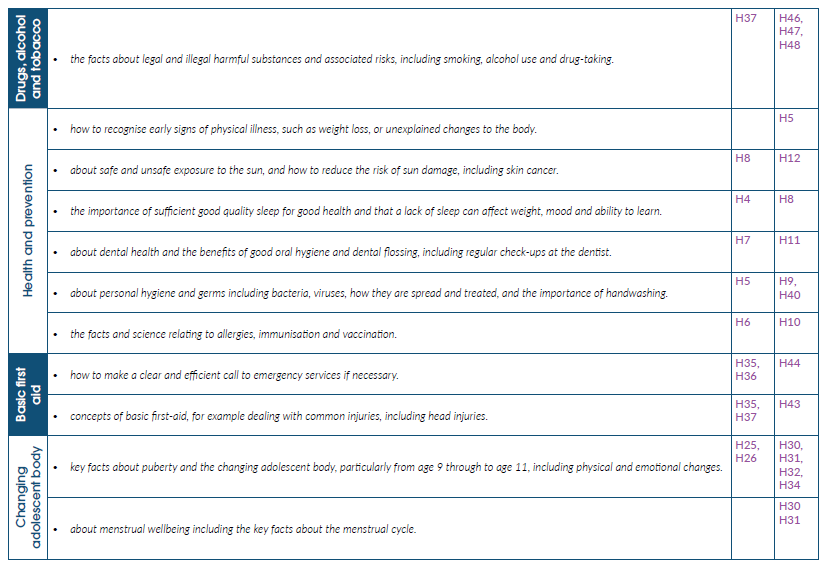 Drugs, alcohol
and tobacco
• the facts about legal and illegal harmful substances and associated risks, including smoking, alcohol use and drug-taking.
H37
H46,
H47,
H48
Health and prevention
• how to recognise early signs of physical illness, such as weight loss, or unexplained changes to the body.
H5
• about safe and unsafe exposure to the sun, and how to reduce the risk of sun damage, including skin cancer.
H8
H12
• the importance of sufficient good quality sleep for good health and that a lack of sleep can affect weight, mood and ability to learn.
H4
H8
• about dental health and the benefits of good oral hygiene and dental flossing, including regular check-ups at the dentist.
H7
H11
• about personal hygiene and germs including bacteria, viruses, how they are spread and treated, and the importance of handwashing.
H5
H9,
H40
• the facts and science relating to allergies, immunisation and vaccination.
H6
H10
Basic first
aid
• how to make a clear and efficient call to emergency services if necessary.
H35,
H36
H44
• concepts of basic first-aid, for example dealing with common injuries, including head injuries.
H35,
H37
H43
Changing
adolescent body
• key facts about puberty and the changing adolescent body, particularly from age 9 through to age 11, including physical and emotional changes.
H25,
H26
H30,
H31,
H32,
H34
• about menstrual wellbeing including the key facts about the menstrual cycle.
H30
H31